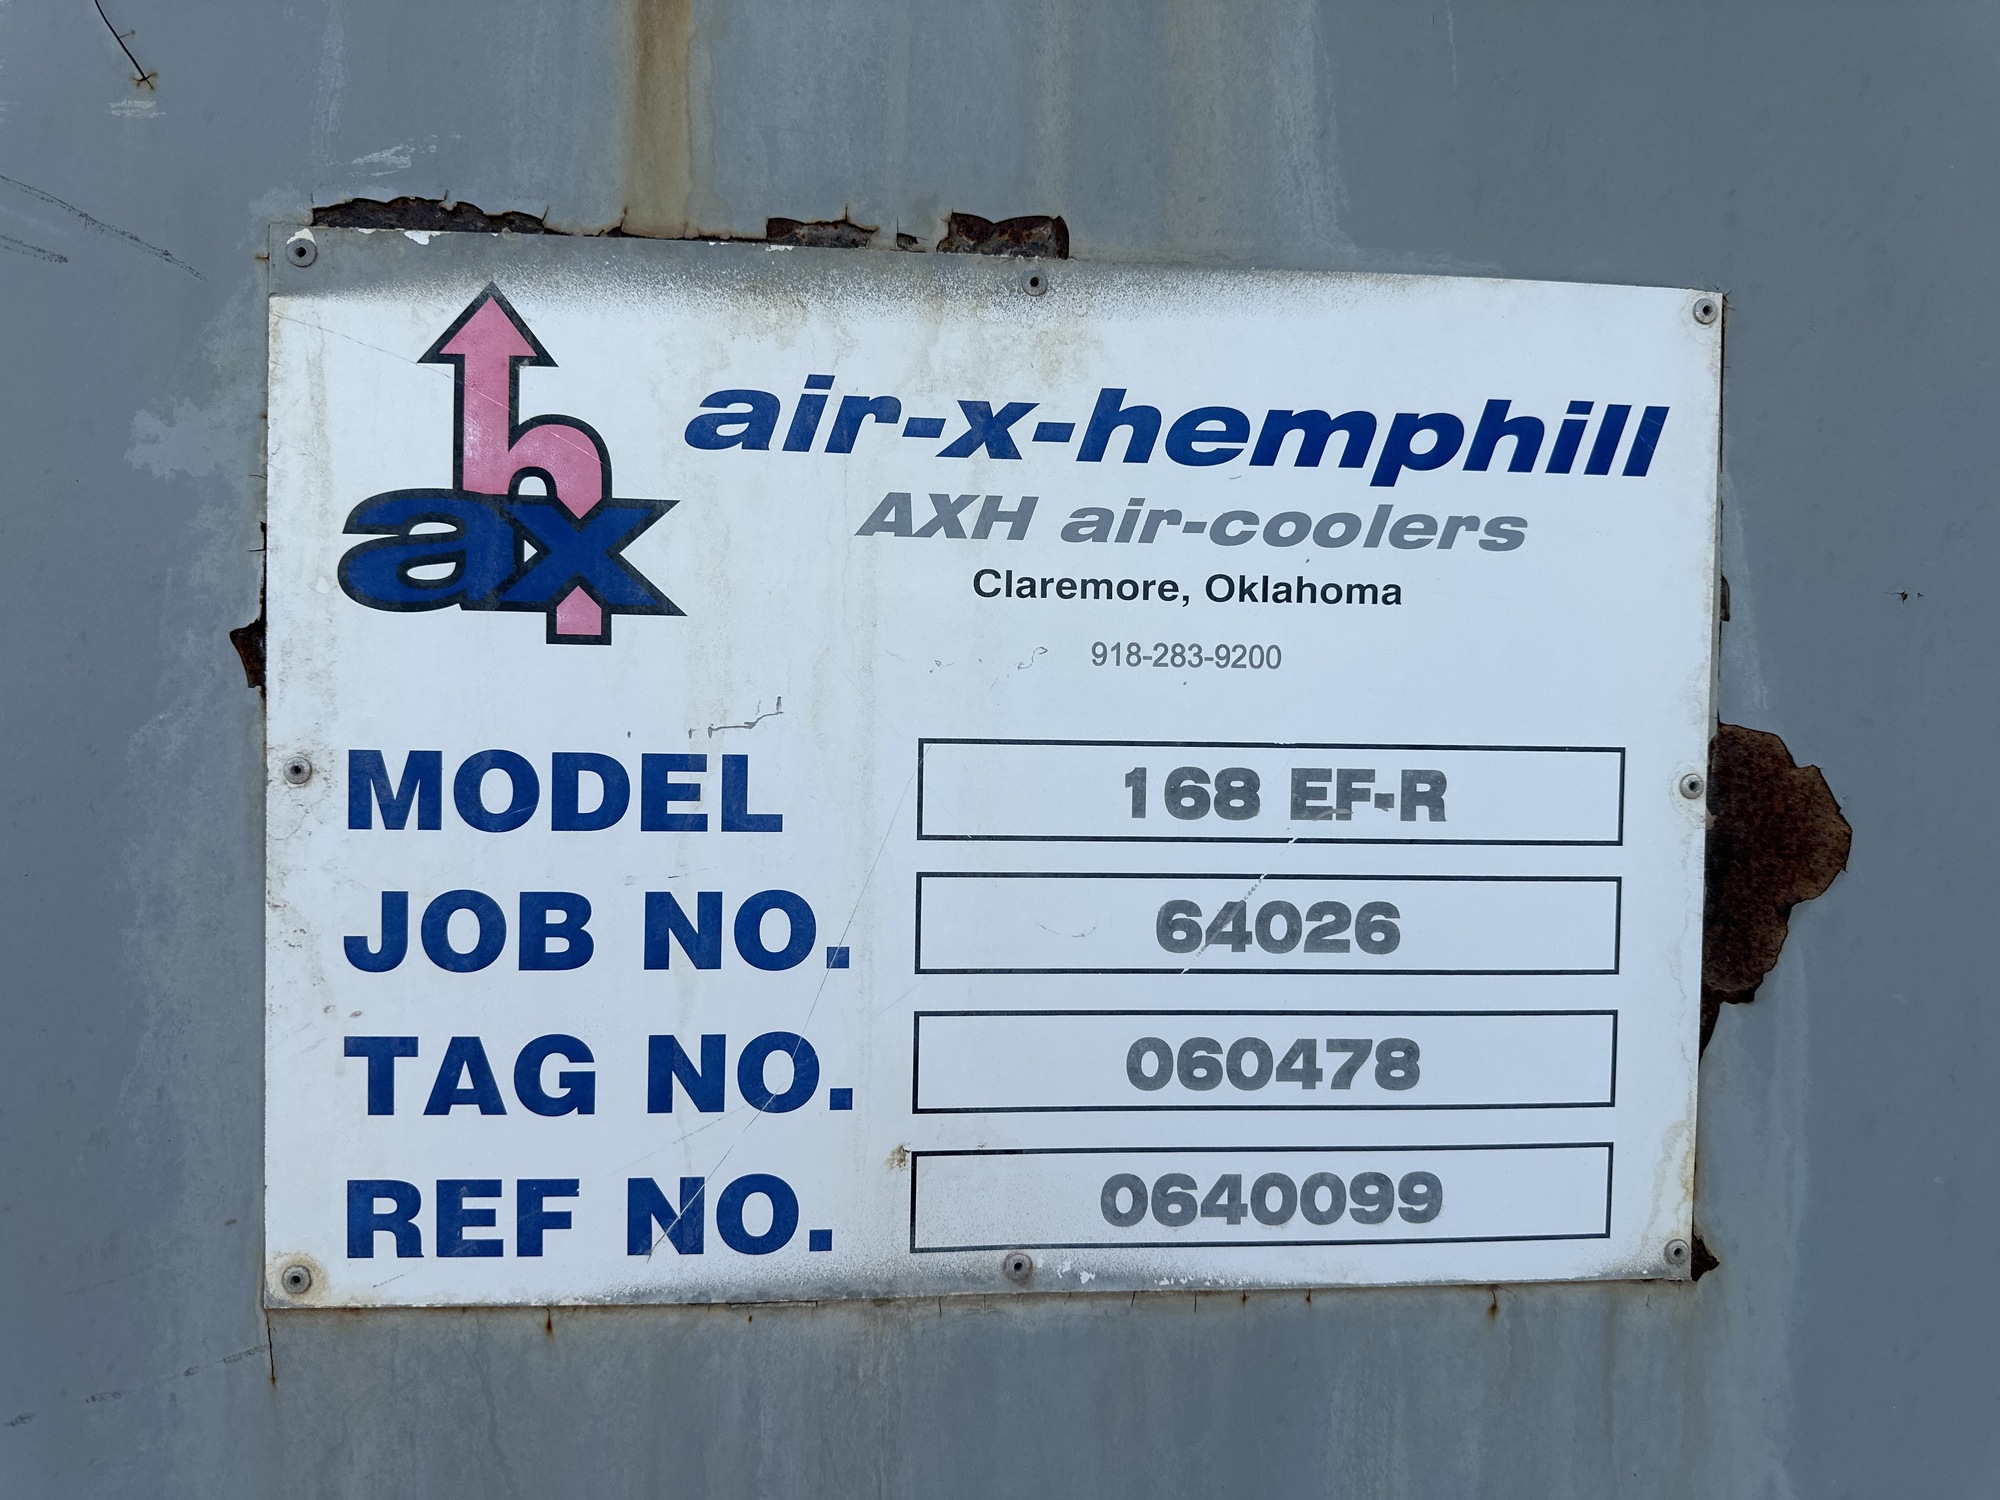 h
ax
air-x-hemphill
AXH air-coolers
Claremore, Oklahoma
918-283-9200
MODEL 168 EF-R
JOB NO. 64026
TAG NO. 060478
REF NO. 0640099